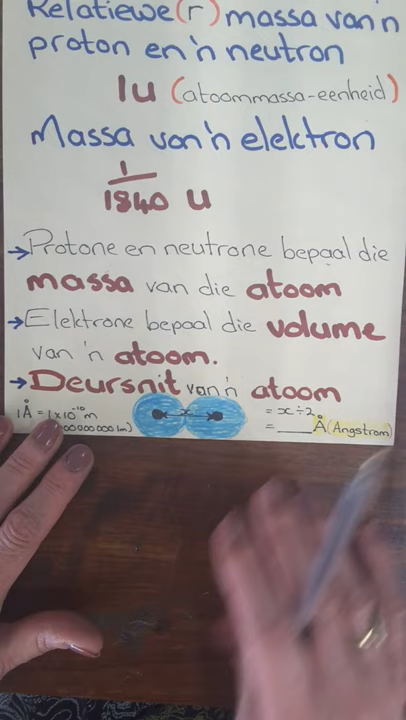 Relatiewe(r) massa van 'n
proton en 'n neutron
1u (atoommassa-eenheid)
Massa van 'n elektron
1/1840 u
→Protone en neutrone bepaal die
massa van die atoom
→Elektrone bepaal die volume
van 'n atoom.
→Deursnit van 'n atoom
1Å = 1x10⁻¹⁰m
x
= x ÷ 2
= ____ Å (Angstrom)